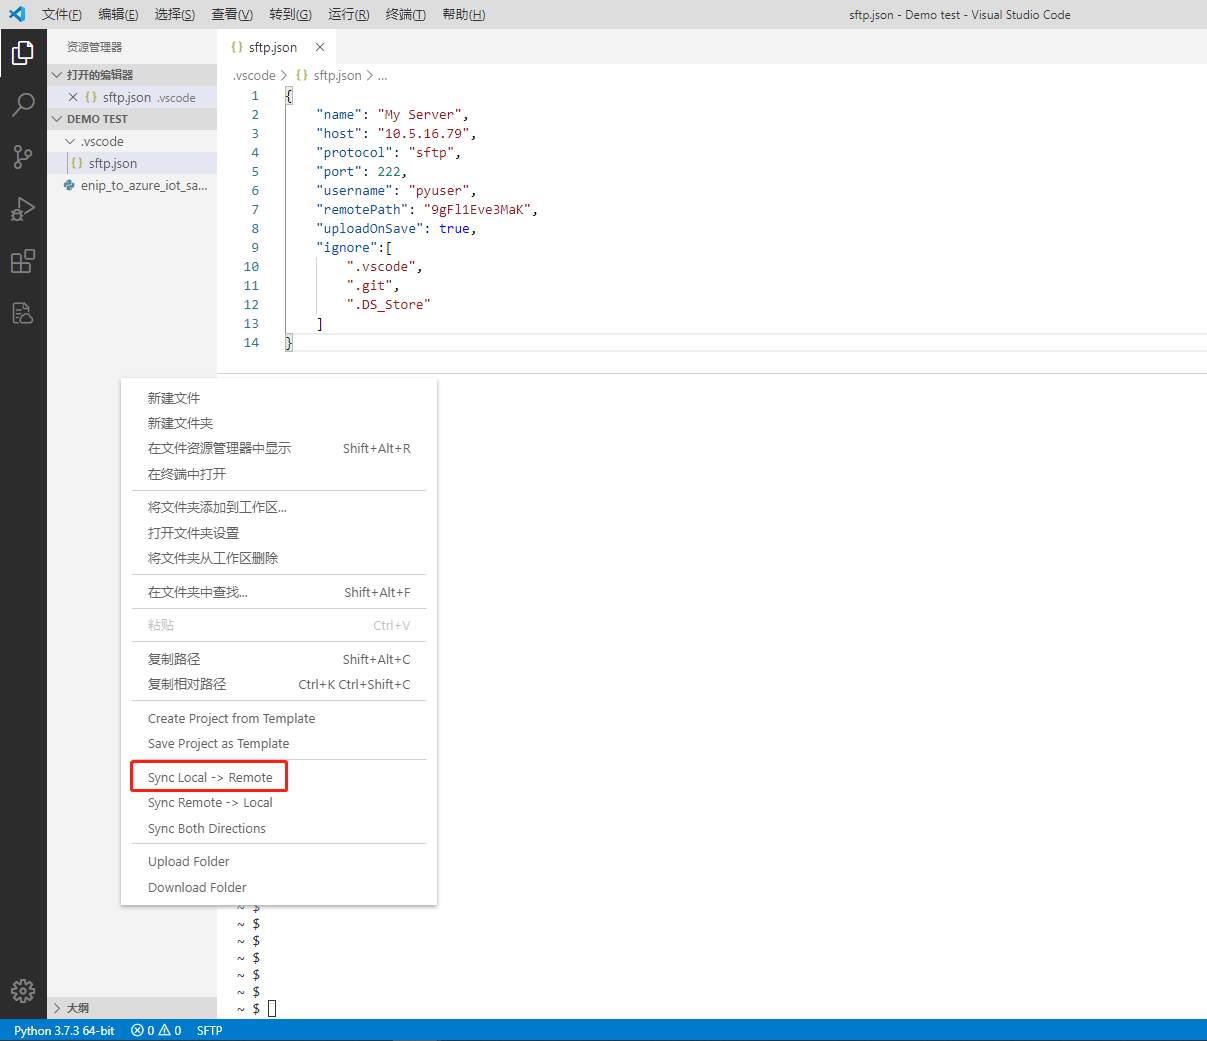 文件(F) 编辑(E) 选择(S) 查看(V) 转到(G) 运行(R) 终端(T) 帮助(H) sftp.json - Demo test - Visual Studio Code
资源管理器
打开的编辑器
sftp.json .vscode
DEMO TEST
.vscode
{} sftp.json
enip_to_azure_iot_sa...
{} sftp.json ×
.vscode > {} sftp.json > ...
1 {
2 "name": "My Server",
3 "host": "10.5.16.79",
4 "protocol": "sftp",
5 "port": 222,
6 "username": "pyuser",
7 "remotePath": "9gFl1Eve3MaK",
8 "uploadOnSave": true,
9 "ignore":[
10 ".vscode",
11 ".git",
12 ".DS_Store"
13 ]
14 }
新建文件
新建文件夹
在文件资源管理器中显示 Shift+Alt+R
在终端中打开
将文件夹添加到工作区...
打开文件夹设置
将文件夹从工作区删除
在文件夹中查找... Shift+Alt+F
粘贴 Ctrl+V
复制路径 Shift+Alt+C
复制相对路径 Ctrl+K Ctrl+Shift+C
Create Project from Template
Save Project as Template
Sync Local -> Remote
Sync Remote -> Local
Sync Both Directions
Upload Folder
Download Folder
~ $
~ $
~ $
~ $
~ $
~ $
~ $
大纲
Python 3.7.3 64-bit 0 0 SFTP